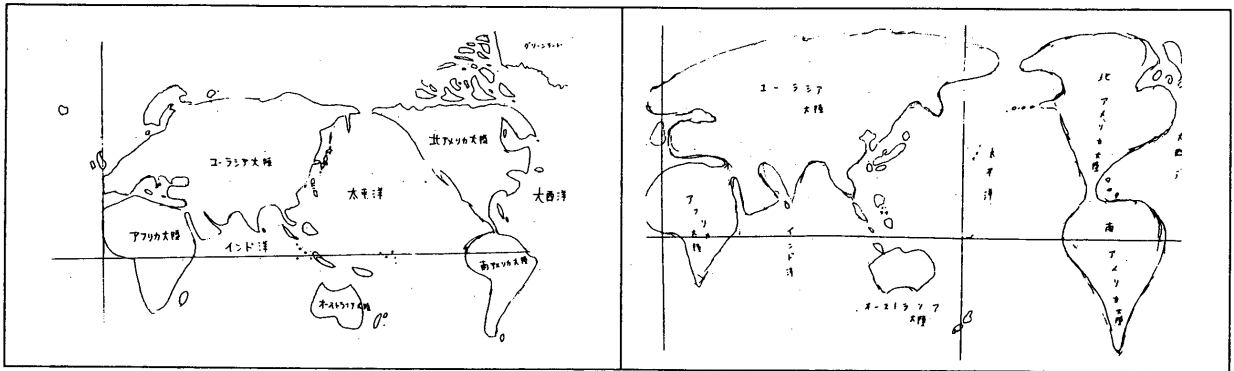 グリーンランド
北アメリカ大陸
ユーラシア大陸
太東洋
大西洋
アフリカ大陸
インド洋
南アメリカ大陸
オーストラリア大陸
ユーラシア
大陸
北アメリカ大陸
太平洋
アフリカ
大陸
インド洋
南アメリカ大陸
オーストラリア
大陸